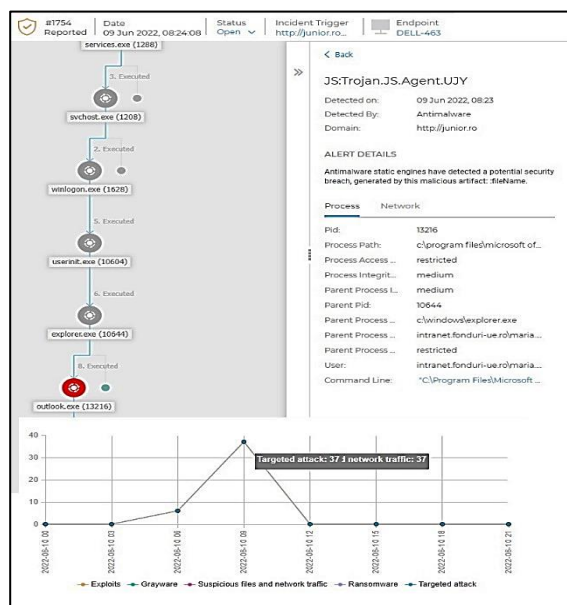 #1754
Reported
Date
09 Jun 2022, 08:24:08
Status
Open
Incident Trigger
http://junior.ro...
Endpoint
DELL-463
services.exe (1288)
3. Executed
svchost.exe (1208)
2. Executed
winlogon.exe (1628)
5. Executed
userinit.exe (10604)
6. Executed
explorer.exe (10644)
8. Executed
outlook.exe (13216)
Back
JS:Trojan.JS.Agent.UJY
Detected on: 09 Jun 2022, 08:23
Detected By: Antimalware
Domain: http://junior.ro
ALERT DETAILS
Antimalware static engines have detected a potential security
breach, generated by this malicious artifact: :fileName.
Process Network
Pid: 13216
Process Path: c:\program files\microsoft of...
Process Access ... restricted
Process Integrit... medium
Parent Process I... medium
Parent Pid: 10644
Parent Process ... c:\windows\explorer.exe
Parent Process ... intranet.fonduri-ue.ro\maria...
Parent Process ... restricted
User: intranet.fonduri-ue.ro\maria...
Command Line: "C:\Program Files\Microsoft ...
40
30
20
10
0
Targeted attack: 37 network traffic: 37
2022-06-10 00
2022-06-10 03
2022-06-10 06
2022-06-10 09
2022-06-10 12
2022-06-10 15
2022-06-10 18
2022-06-10 21
Exploits Grayware Suspicious files and network traffic Ransomware Targeted attack